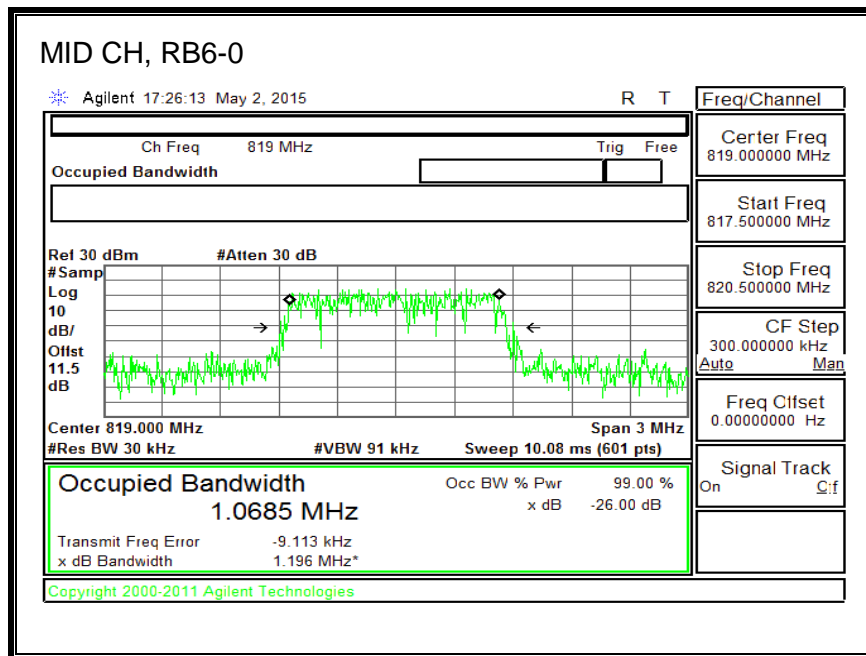 MID CH, RB6-0
Agilent 17:26:13 May 2, 2015 R T
Freq/Channel
Ch Freq 819 MHz Trig Free
Occupied Bandwidth
Center Freq
819.000000 MHz
Start Freq
817.500000 MHz
Stop Freq
820.500000 MHz
CF Step
300.000000 kHz
Auto Man
Freq Offset
0.00000000 Hz
Signal Track
On Off
Ref 30 dBm #Atten 30 dB
#Samp
Log
10
dB/
Offst
11.5
dB
Center 819.000 MHz Span 3 MHz
#Res BW 30 kHz #VBW 91 kHz Sweep 10.08 ms (601 pts)
Occupied Bandwidth
1.0685 MHz
Occ BW % Pwr 99.00 %
x dB -26.00 dB
Transmit Freq Error -9.113 kHz
x dB Bandwidth 1.196 MHz*
Copyright 2000-2011 Agilent Technologies